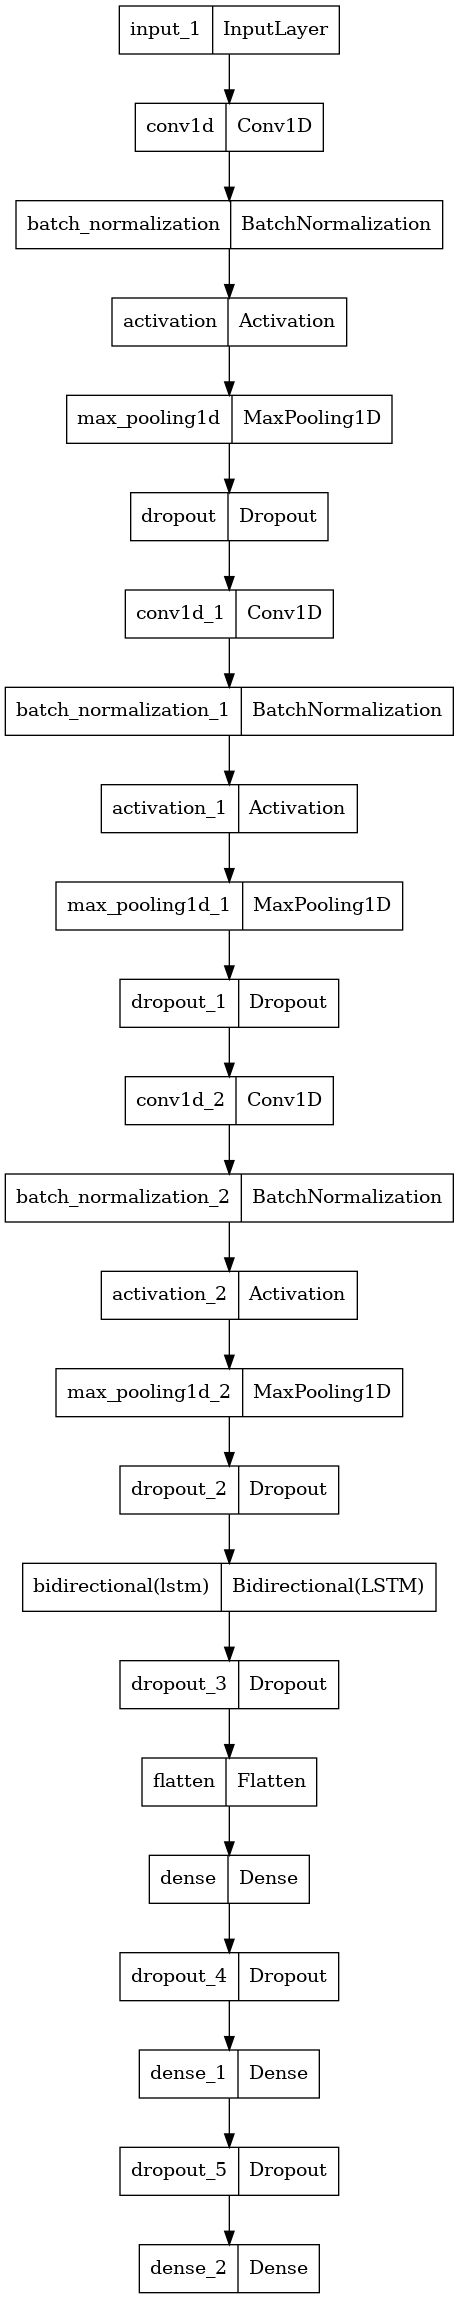 input_1 InputLayer
conv1d Conv1D
batch_normalization BatchNormalization
activation Activation
max_pooling1d MaxPooling1D
dropout Dropout
conv1d_1 Conv1D
batch_normalization_1 BatchNormalization
activation_1 Activation
max_pooling1d_1 MaxPooling1D
dropout_1 Dropout
conv1d_2 Conv1D
batch_normalization_2 BatchNormalization
activation_2 Activation
max_pooling1d_2 MaxPooling1D
dropout_2 Dropout
bidirectional(lstm) Bidirectional(LSTM)
dropout_3 Dropout
flatten Flatten
dense Dense
dropout_4 Dropout
dense_1 Dense
dropout_5 Dropout
dense_2 Dense